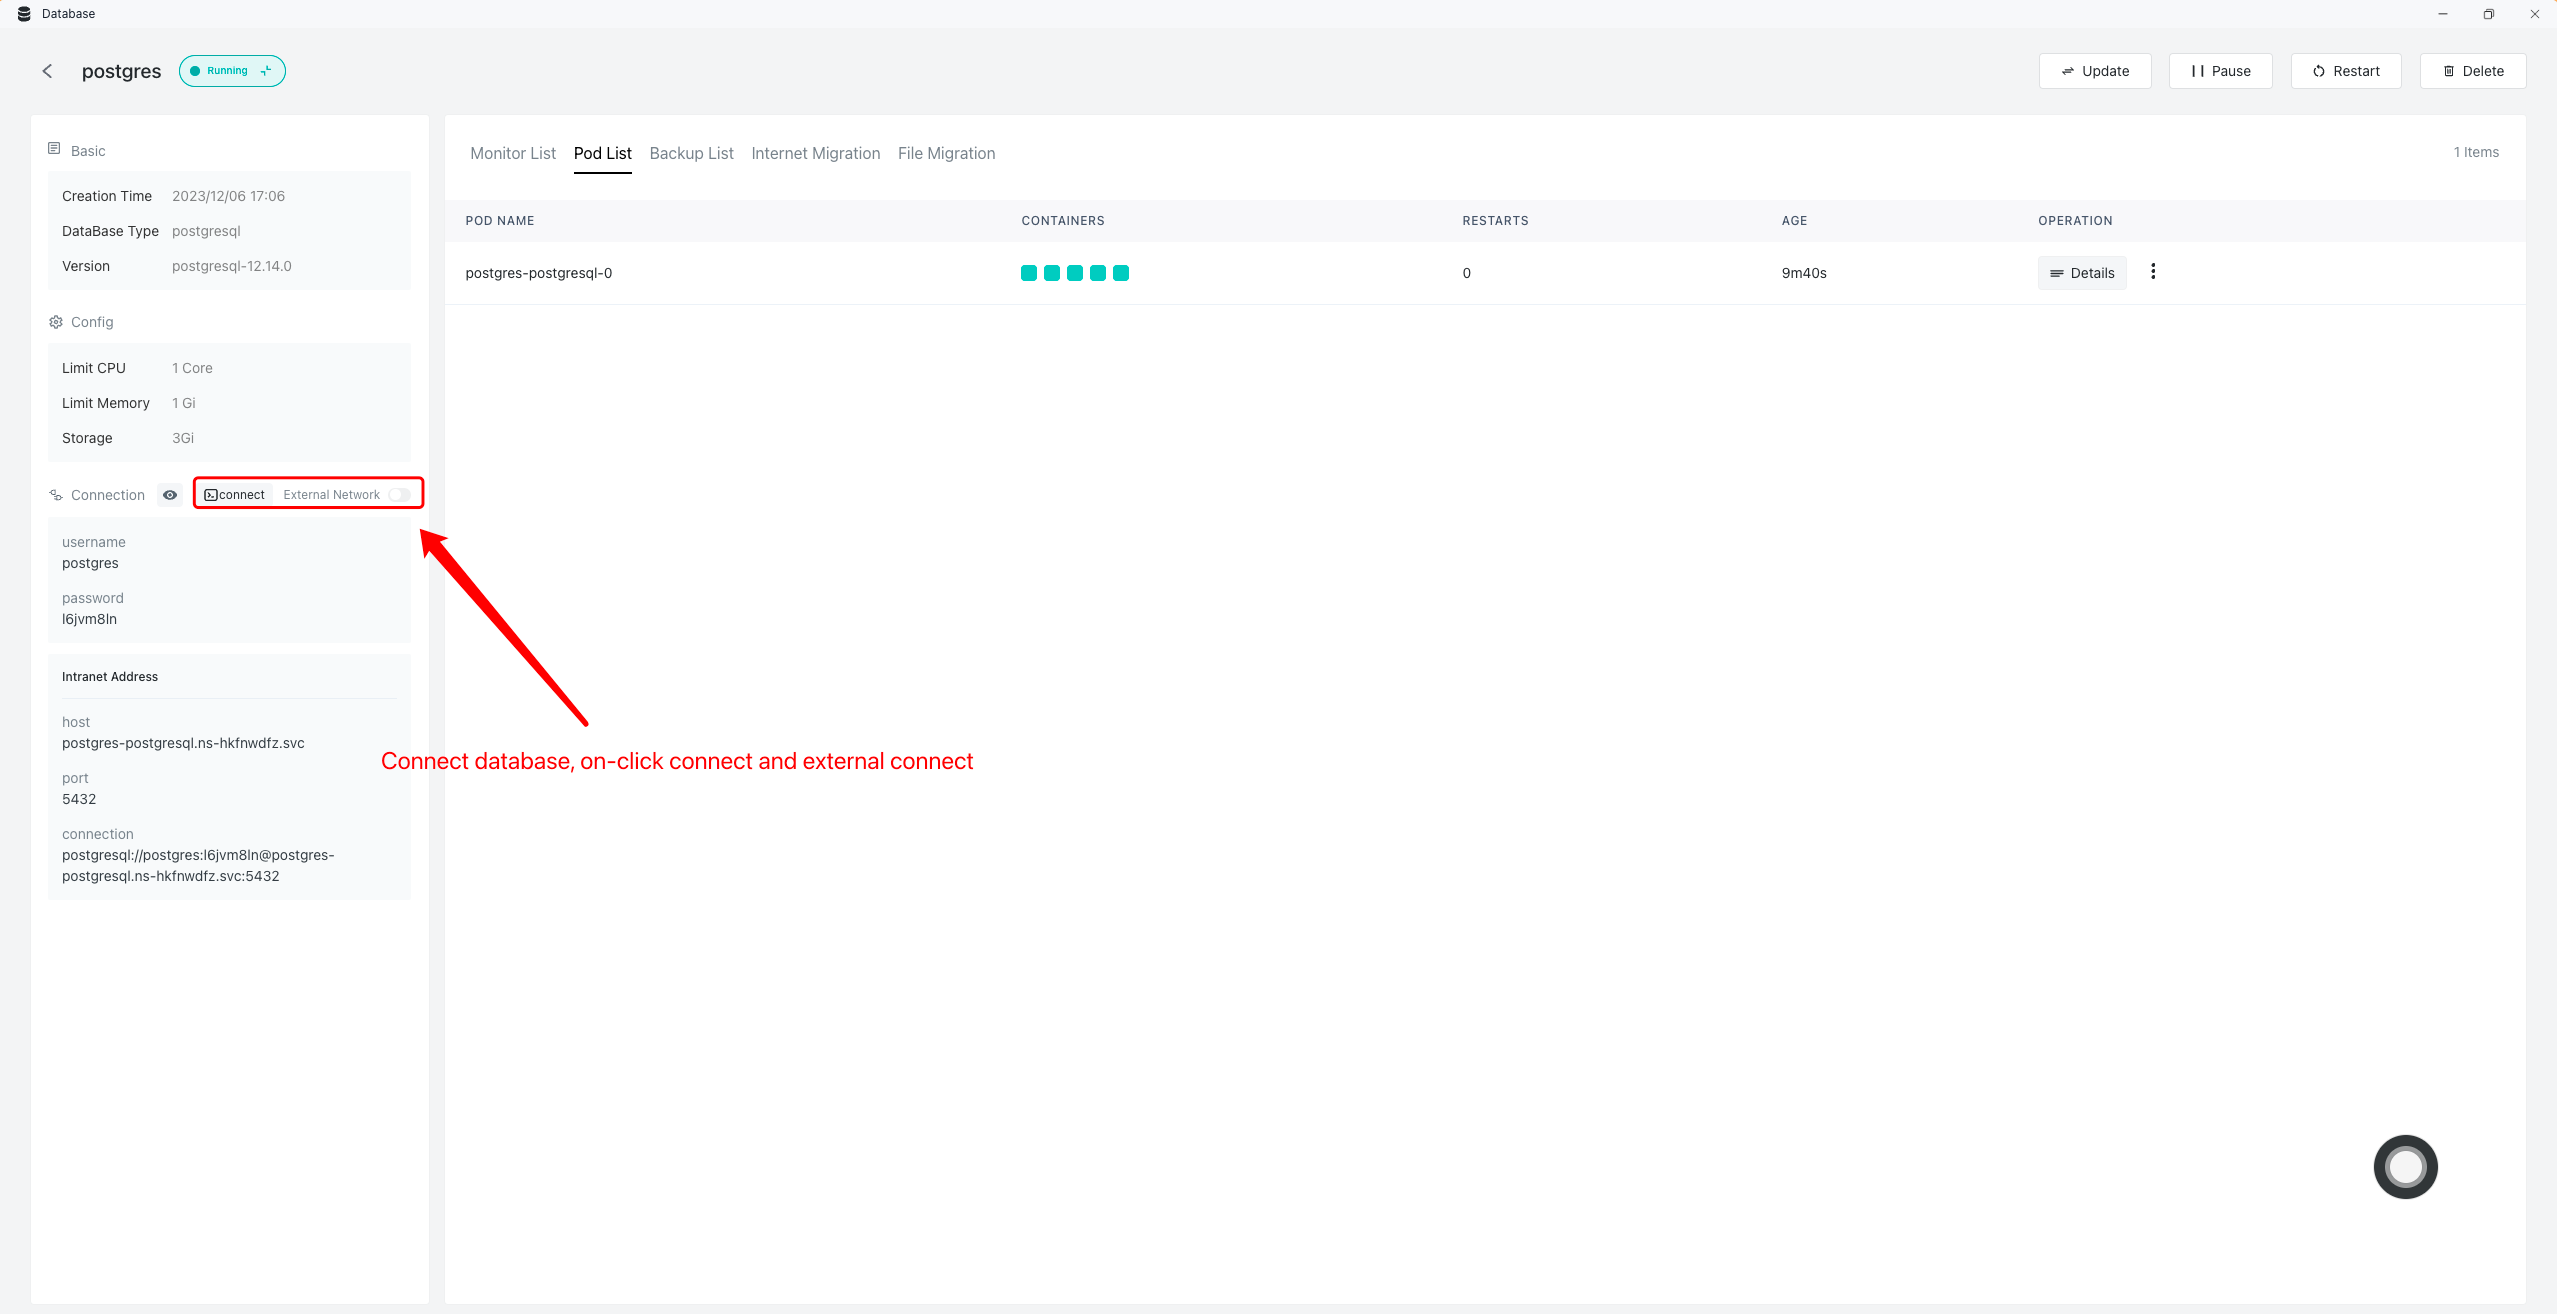 Database
postgres
Running
Update
Pause
Restart
Delete
Basic
Creation Time 2023/12/06 17:06
DataBase Type postgresql
Version postgresql-12.14.0
Config
Limit CPU 1 Core
Limit Memory 1 Gi
Storage 3Gi
Connection
connect
External Network
username
postgres
password
l6jvm8ln
Intranet Address
host
postgres-postgresql.ns-hkfnwdfz.svc
port
5432
connection
postgresql://postgres:l6jvm8ln@postgres-
postgresql.ns-hkfnwdfz.svc:5432
Monitor List Pod List Backup List Internet Migration File Migration
1 Items
POD NAME CONTAINERS RESTARTS AGE OPERATION
postgres-postgresql-0 0 9m40s Details
Connect database, on-click connect and external connect